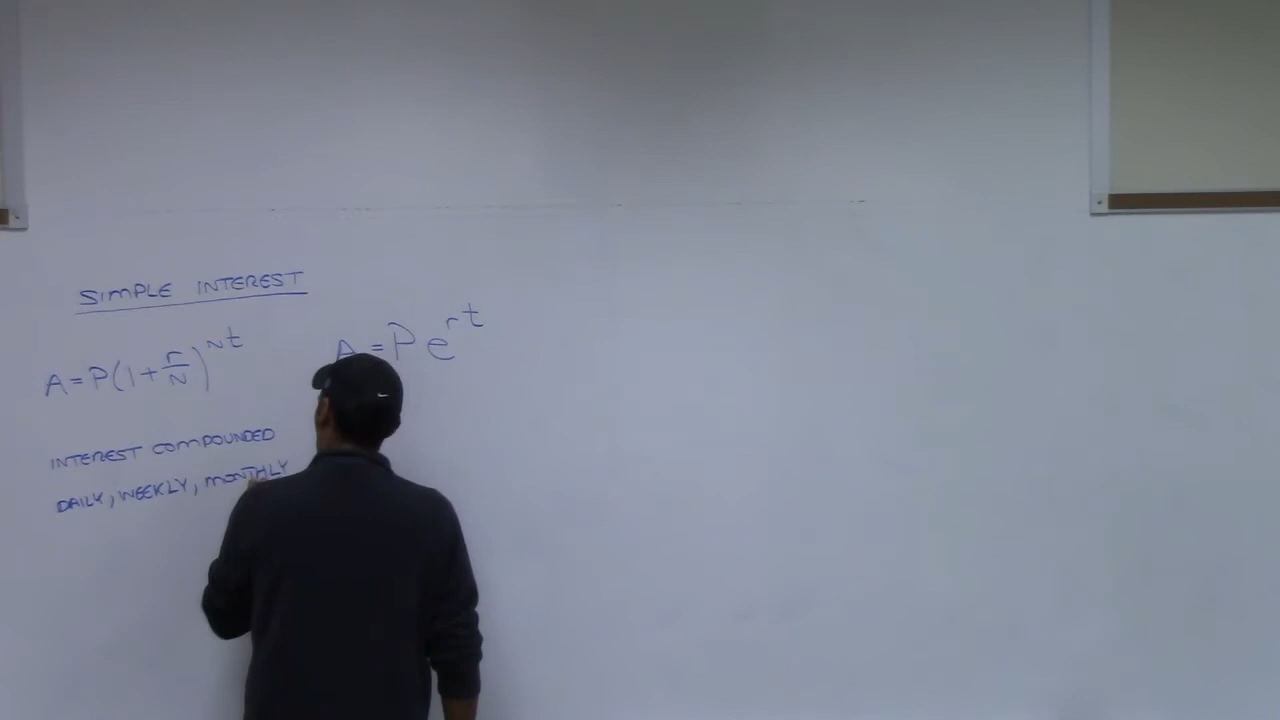 SIMPLE INTEREST
A = P(1 + r/N)^Nt
A = Pe^rt
INTEREST COMPOUNDED
DAILY, WEEKLY, MONTHLY